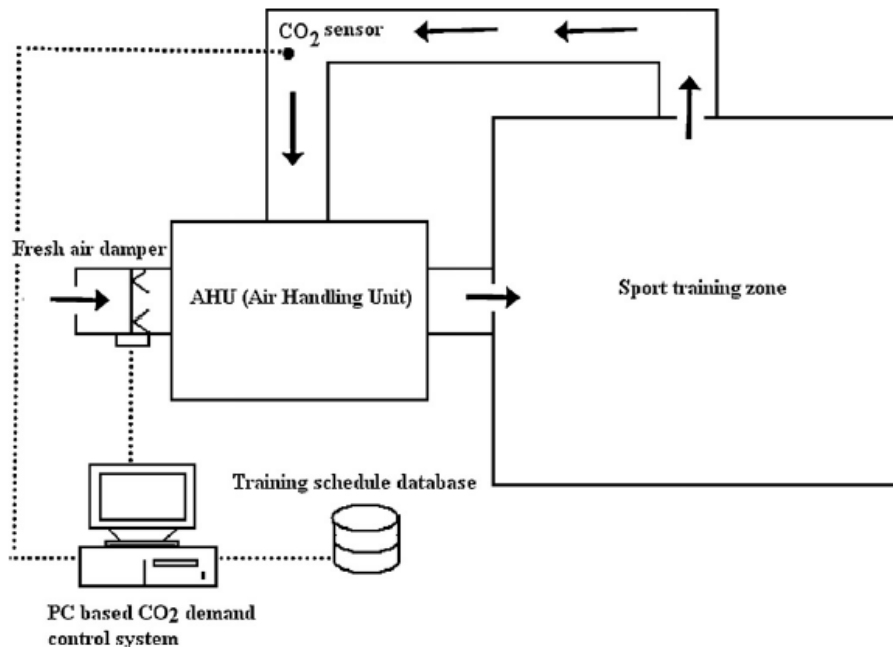 CO2 sensor
Fresh air damper
AHU (Air Handling Unit)
Sport training zone
Training schedule database
PC based CO2 demand
control system